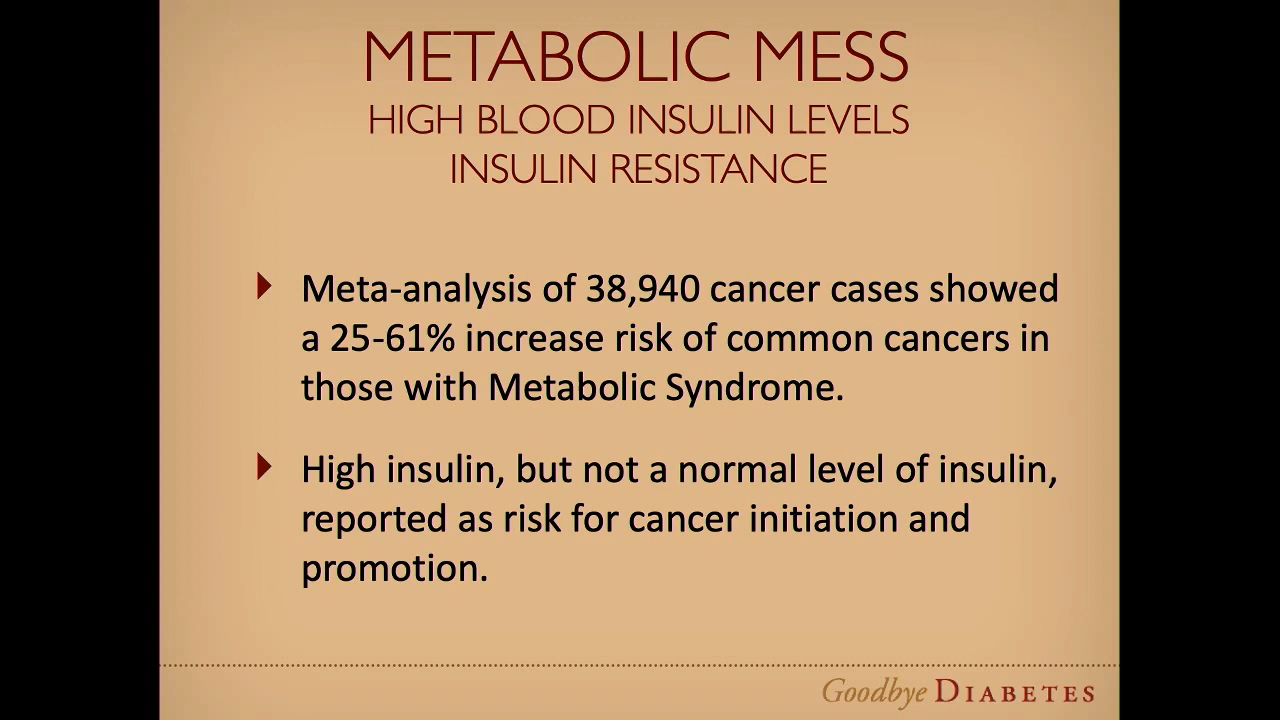 METABOLIC MESS
HIGH BLOOD INSULIN LEVELS
INSULIN RESISTANCE
Meta-analysis of 38,940 cancer cases showed
a 25-61% increase risk of common cancers in
those with Metabolic Syndrome.
High insulin, but not a normal level of insulin,
reported as risk for cancer initiation and
promotion.
Goodbye DIABETES